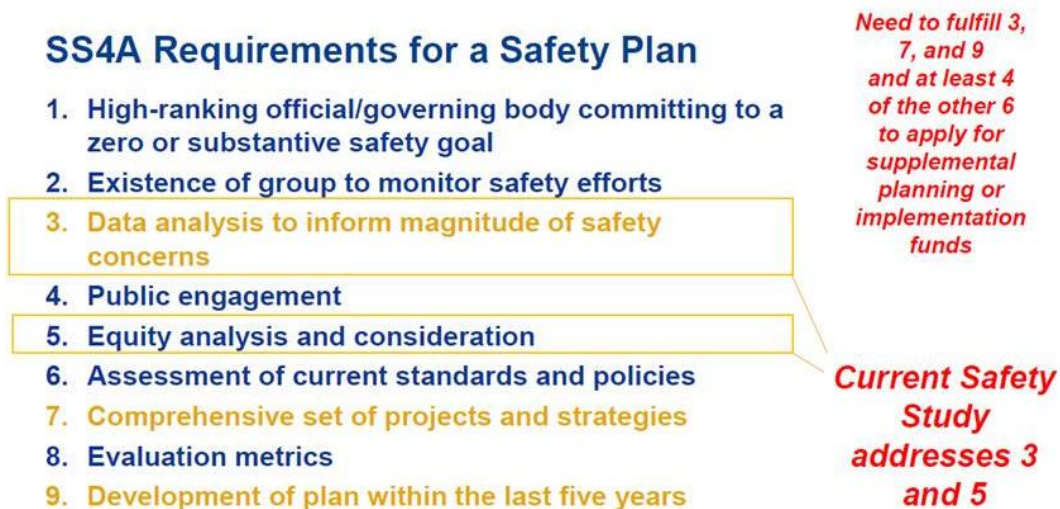 SS4A Requirements for a Safety Plan
1. High-ranking official/governing body committing to a
zero or substantive safety goal
2. Existence of group to monitor safety efforts
3. Data analysis to inform magnitude of safety
concerns
4. Public engagement
5. Equity analysis and consideration
6. Assessment of current standards and policies
7. Comprehensive set of projects and strategies
8. Evaluation metrics
9. Development of plan within the last five years
Need to fulfill 3,
7, and 9
and at least 4
of the other 6
to apply for
supplemental
planning or
implementation
funds
Current Safety
Study
addresses 3
and 5